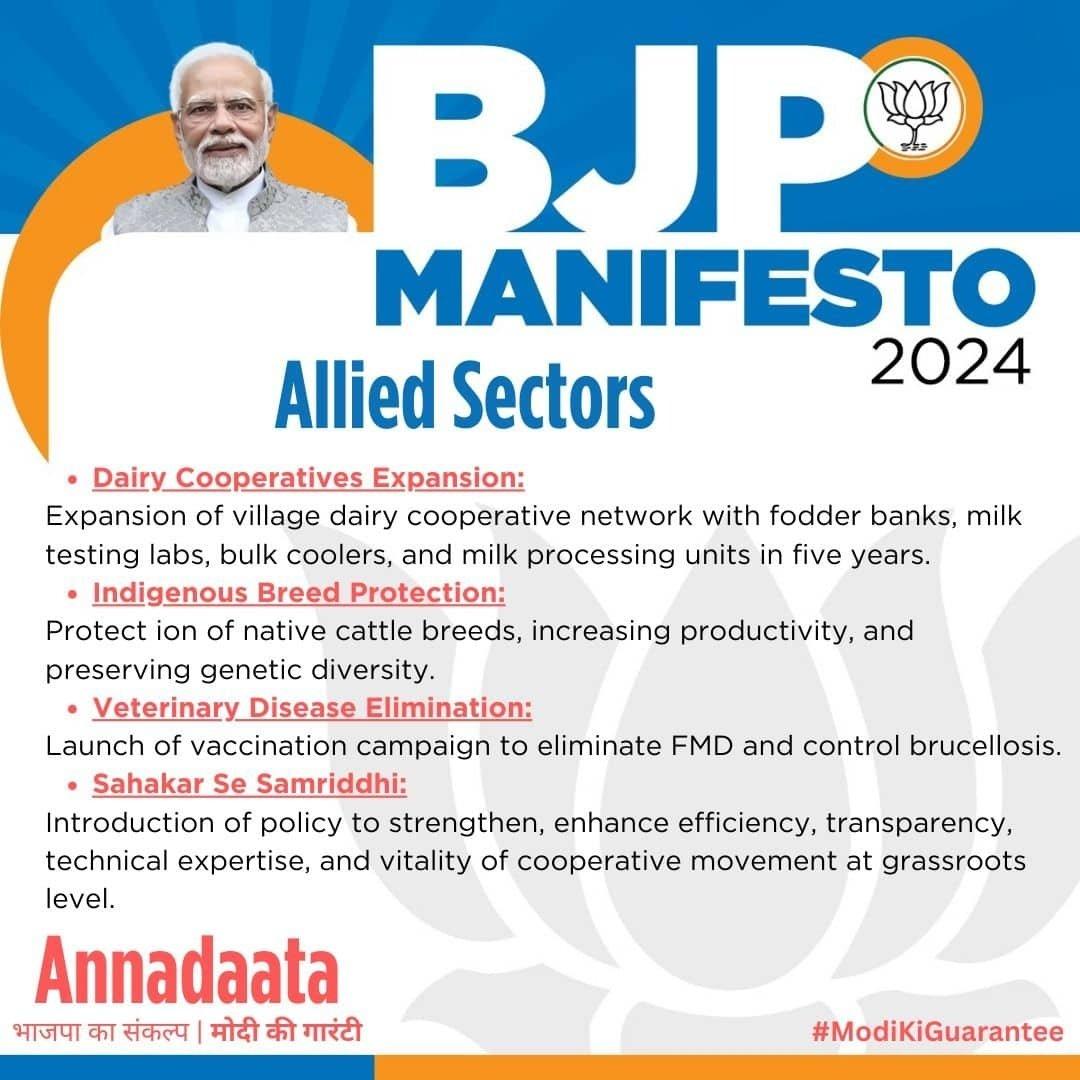 BJP
MANIFESTO
2024
Allied Sectors
• Dairy Cooperatives Expansion:
Expansion of village dairy cooperative network with fodder banks, milk
testing labs, bulk coolers, and milk processing units in five years.
• Indigenous Breed Protection:
Protect ion of native cattle breeds, increasing productivity, and
preserving genetic diversity.
• Veterinary Disease Elimination:
Launch of vaccination campaign to eliminate FMD and control brucellosis.
• Sahakar Se Samriddhi:
Introduction of policy to strengthen, enhance efficiency, transparency,
technical expertise, and vitality of cooperative movement at grassroots
level.
Annadaata
भाजपा का संकल्प | मोदी की गारंटी
#ModiKiGuarantee